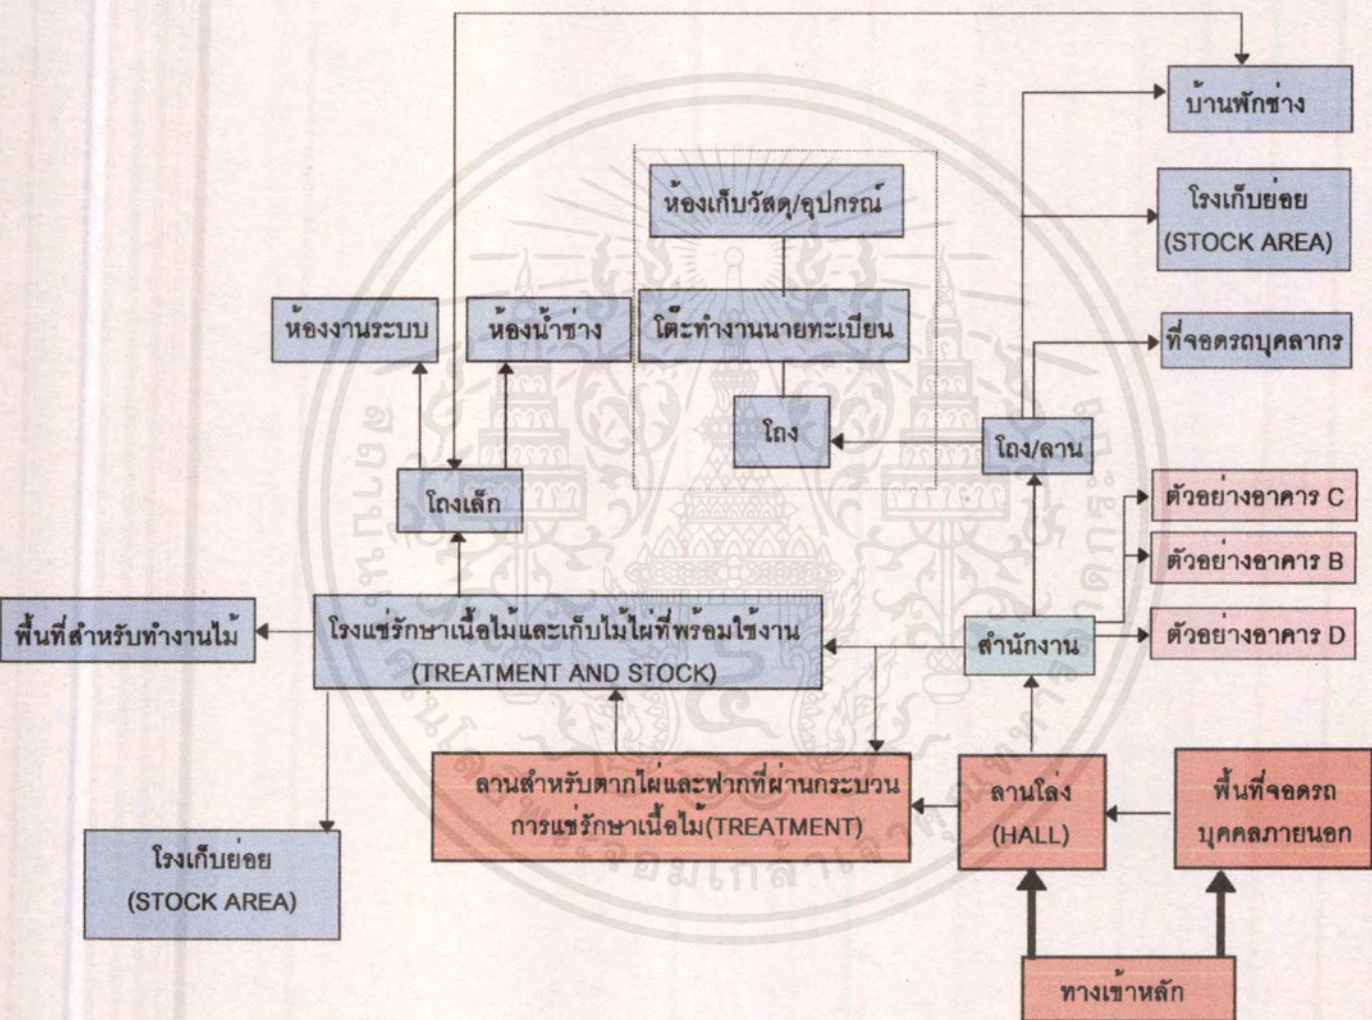 บ้านพักช่าง
ห้องเก็บวัสดุ/อุปกรณ์
โรงเก็บย่อย
(STOCK AREA)
ห้องงานระบบ
ห้องน้ำช่าง
โต๊ะทำงานนายทะเบียน
ที่จอดรถบุคลากร
โถง
โถง/ลาน
โถงเล็ก
ตัวอย่างอาคาร C
ตัวอย่างอาคาร B
พื้นที่สำหรับทำงานไม้
โรงแช่รักษาเนื้อไม้และเก็บไม้ไผ่ที่พร้อมใช้งาน
(TREATMENT AND STOCK)
สำนักงาน
ตัวอย่างอาคาร D
ลานสำหรับตากไผ่และฟากที่ผ่านกระบวน
การแช่รักษาเนื้อไม้(TREATMENT)
ลานโล่ง
(HALL)
พื้นที่จอดรถ
บุคคลภายนอก
โรงเก็บย่อย
(STOCK AREA)
ทางเข้าหลัก